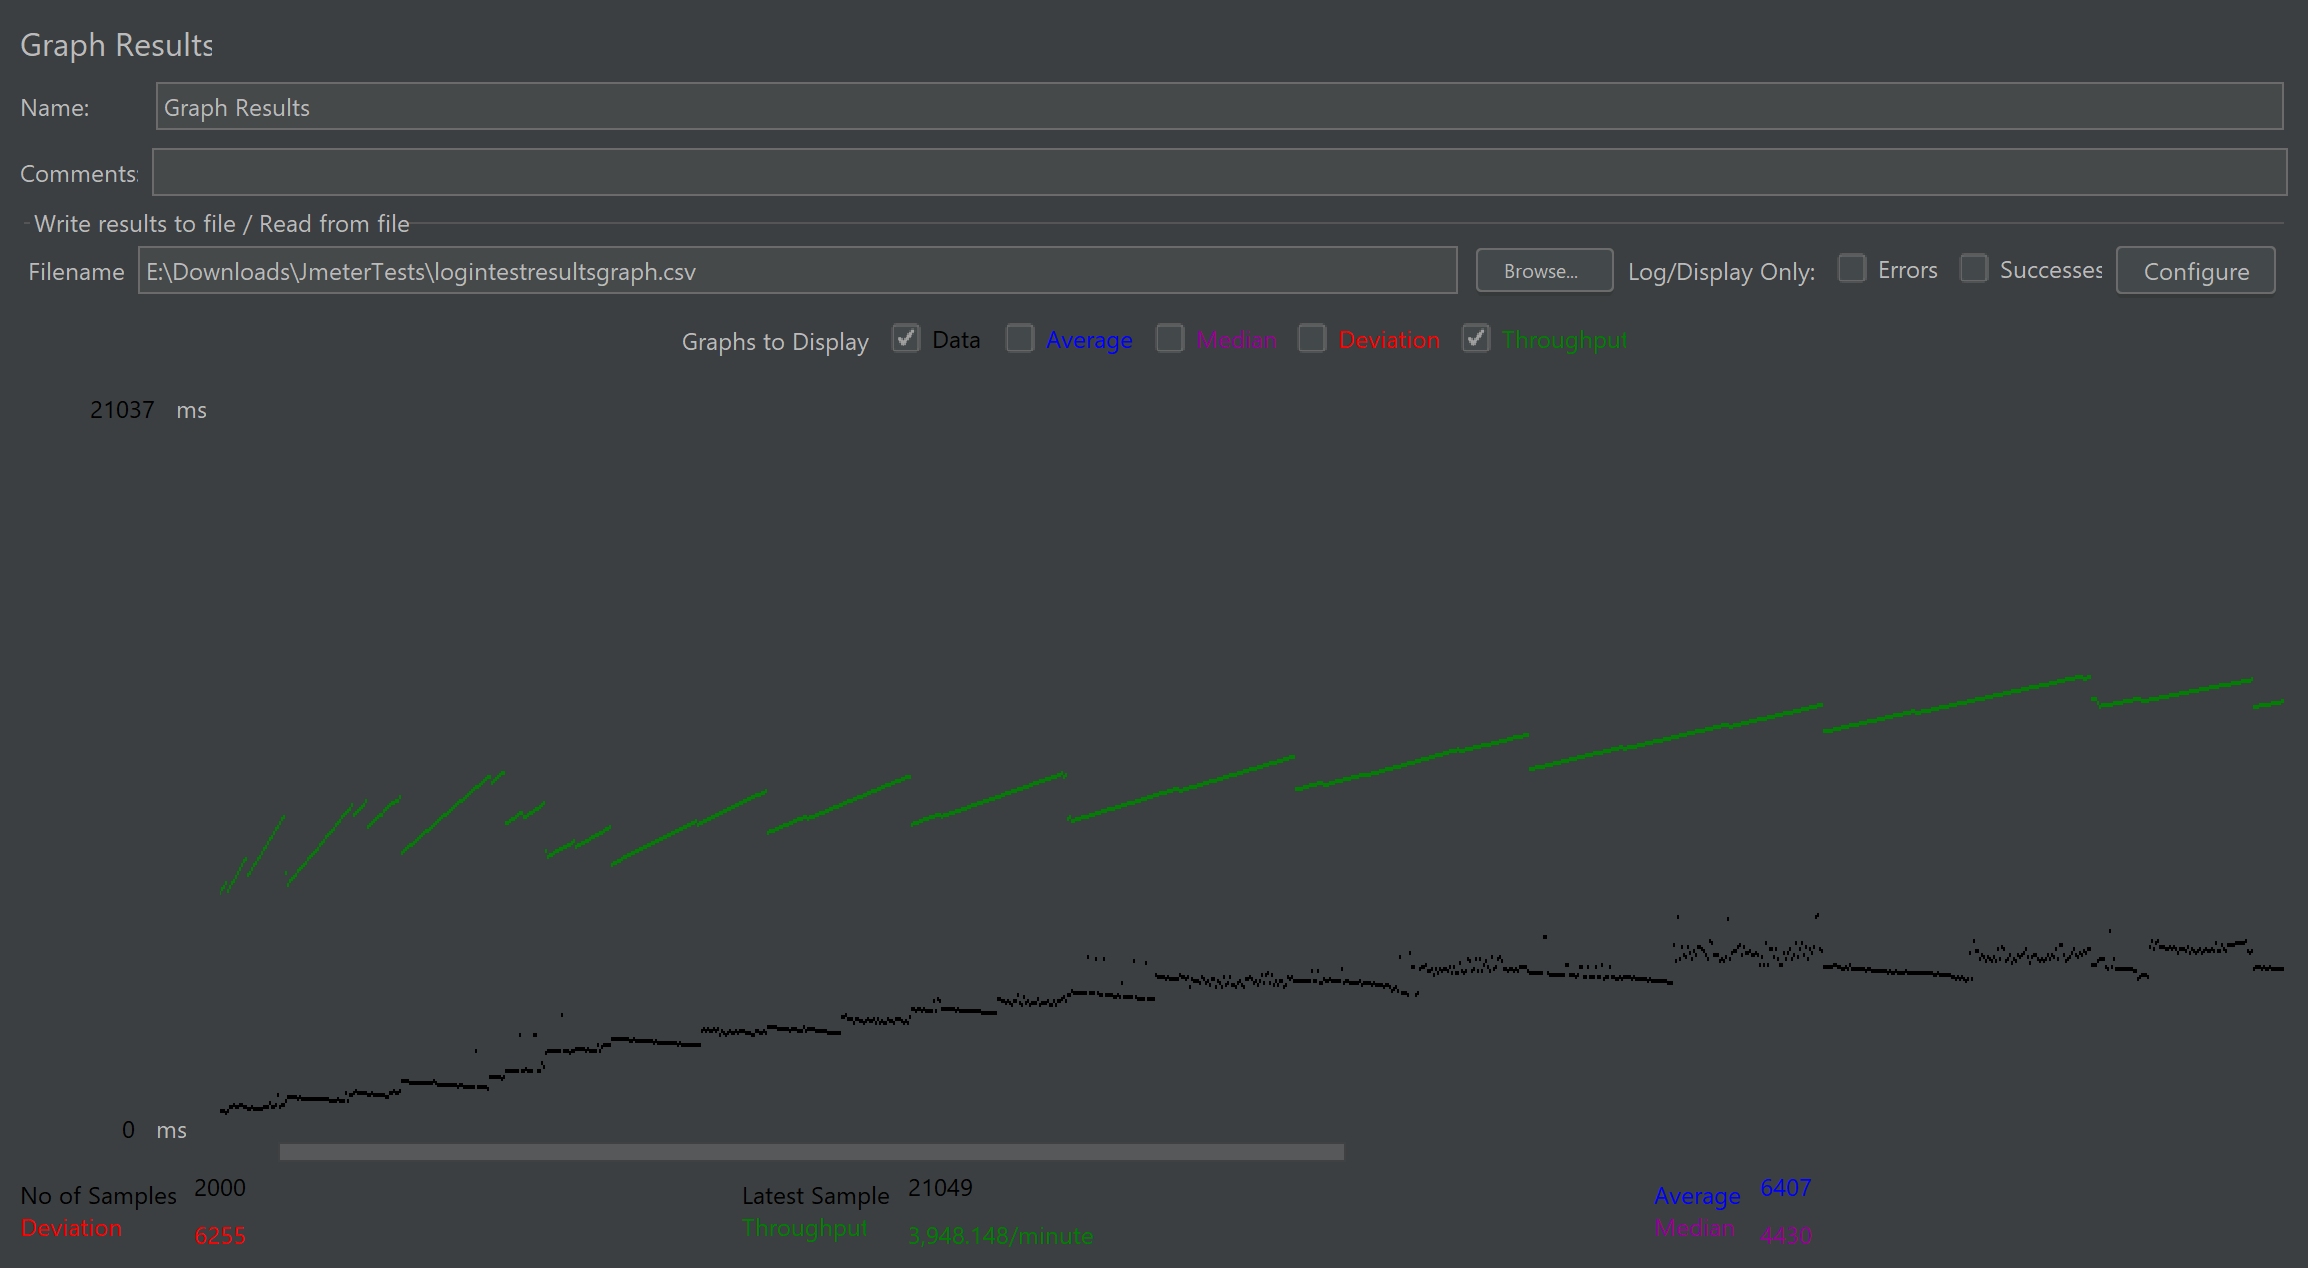 Graph Results
Name: Graph Results
Comments:
Write results to file / Read from file
Filename E:\Downloads\JmeterTests\logintestresultsgraph.csv Browse... Log/Display Only: Errors Successes Configure
Graphs to Display Data Average Median Deviation Throughput
21037 ms
0 ms
No of Samples 2000 Latest Sample 21049 Average 6407
Deviation 6255 Throughput 3,948.148/minute Median 4430